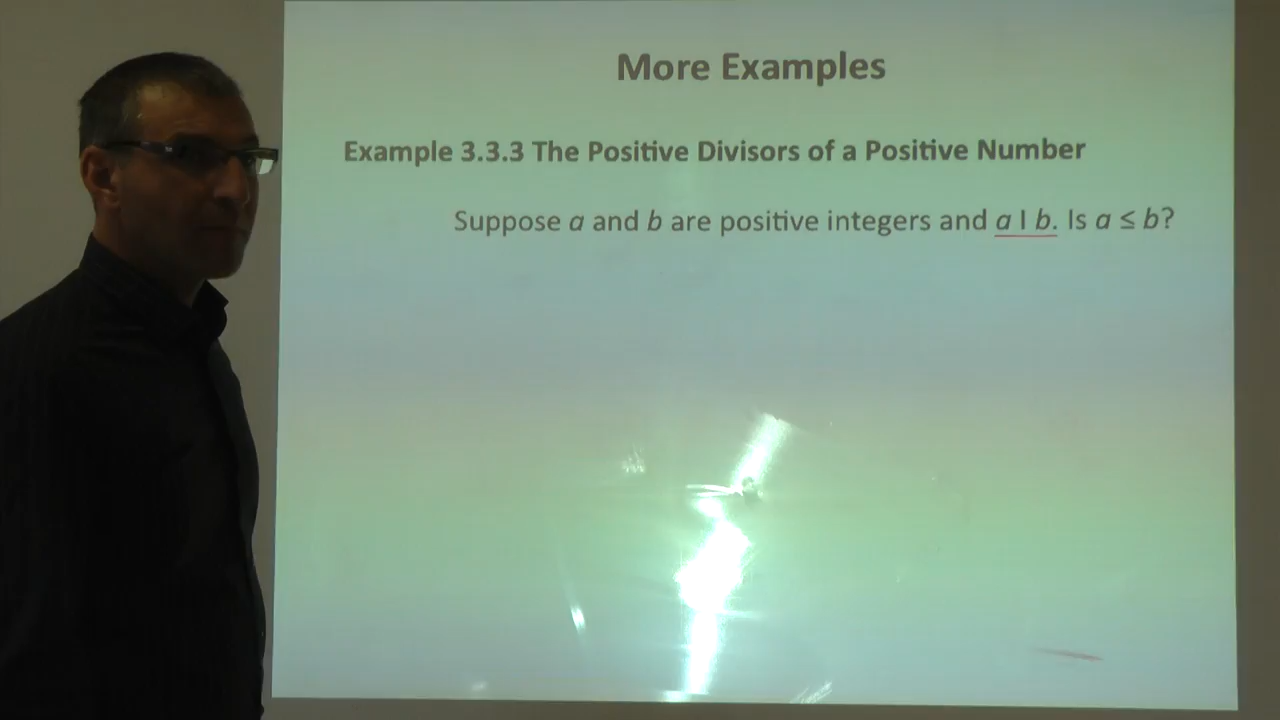 More Examples
Example 3.3.3 The Positive Divisors of a Positive Number
Suppose a and b are positive integers and a | b. Is a ≤ b?